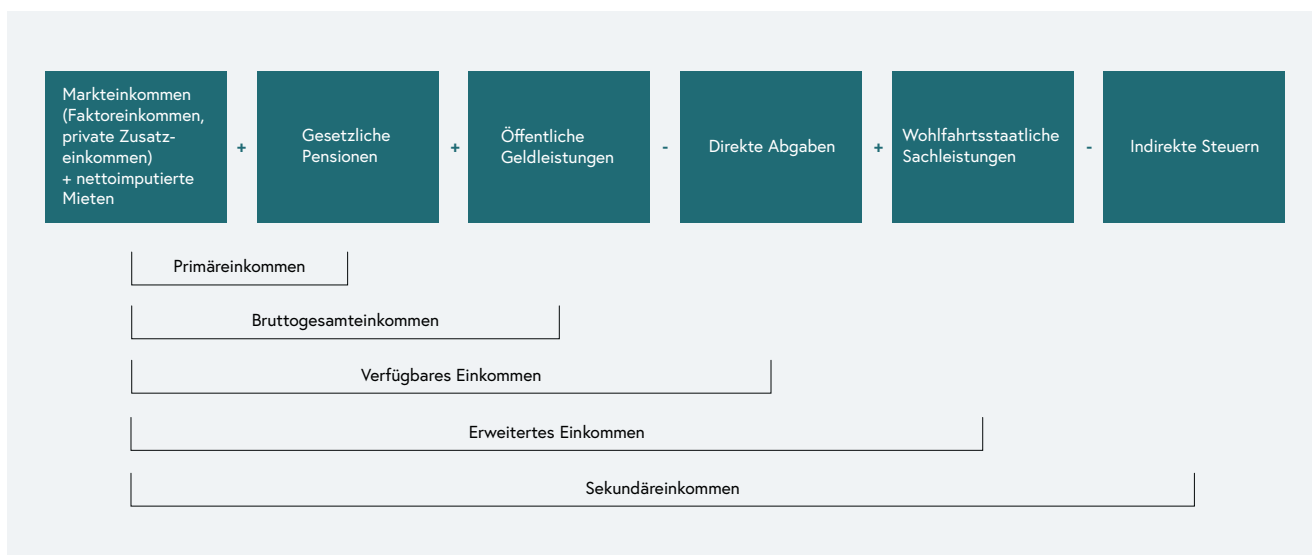 Markteinkommen
(Faktoreinkommen,
private Zusatz-
einkommen)
+ nettoimputierte
Mieten
+
Gesetzliche
Pensionen
+
Öffentliche
Geldleistungen
-
Direkte Abgaben
+
Wohlfahrtsstaatliche
Sachleistungen
-
Indirekte Steuern
Primäreinkommen
Bruttogesamteinkommen
Verfügbares Einkommen
Erweitertes Einkommen
Sekundäreinkommen